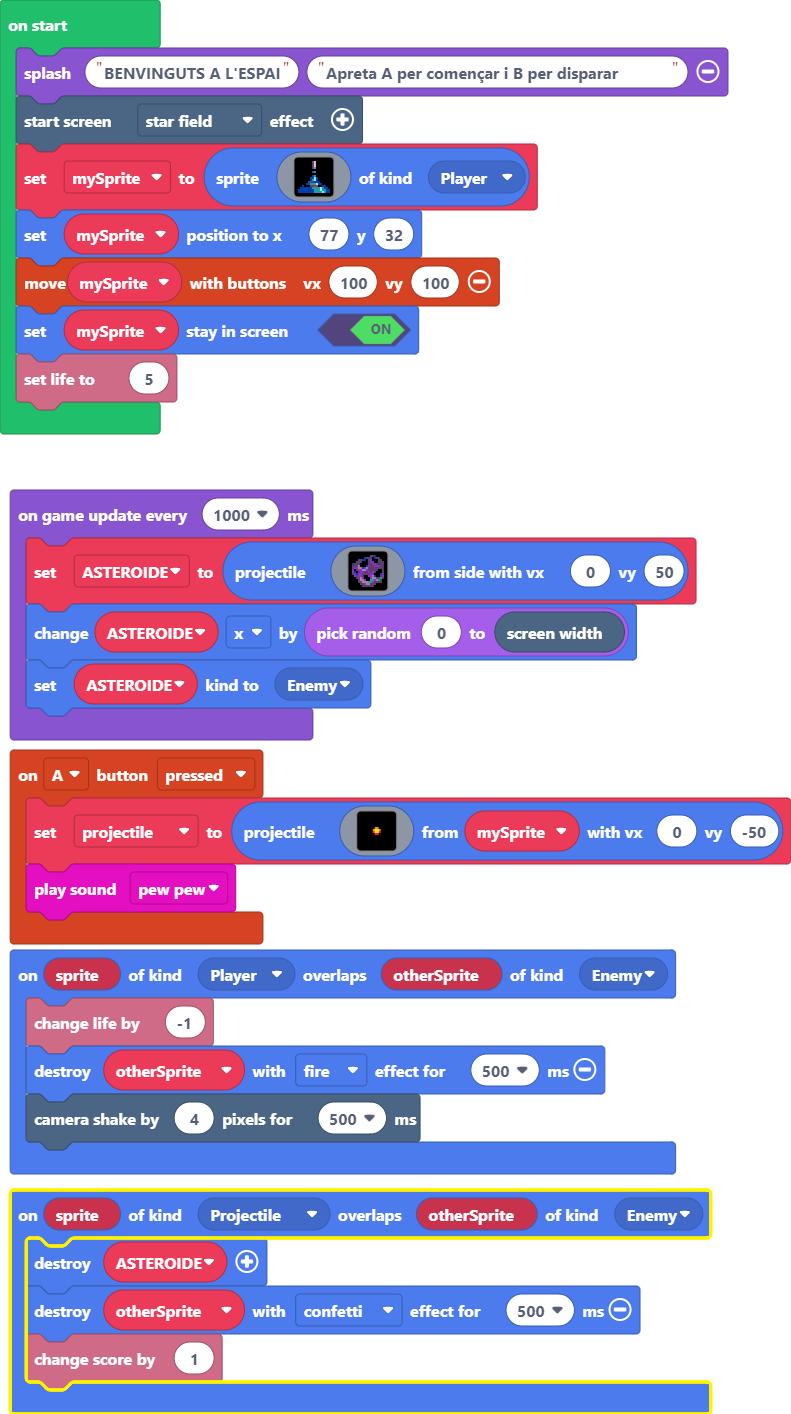 on start
splash "BENVINGUTS A L'ESPAI" "Apreta A per començar i B per disparar"
start screen star field effect
set mySprite to sprite of kind Player
set mySprite position to x 77 y 32
move mySprite with buttons vx 100 vy 100
set mySprite stay in screen ON
set life to 5
on game update every 1000 ms
set ASTEROIDE to projectile from side with vx 0 vy 50
change ASTEROIDE x by pick random 0 to screen width
set ASTEROIDE kind to Enemy
on A button pressed
set projectile to projectile from mySprite with vx 0 vy -50
play sound pew pew
on sprite of kind Player overlaps otherSprite of kind Enemy
change life by -1
destroy otherSprite with fire effect for 500 ms
camera shake by 4 pixels for 500 ms
on sprite of kind Projectile overlaps otherSprite of kind Enemy
destroy ASTEROIDE
destroy otherSprite with confetti effect for 500 ms
change score by 1